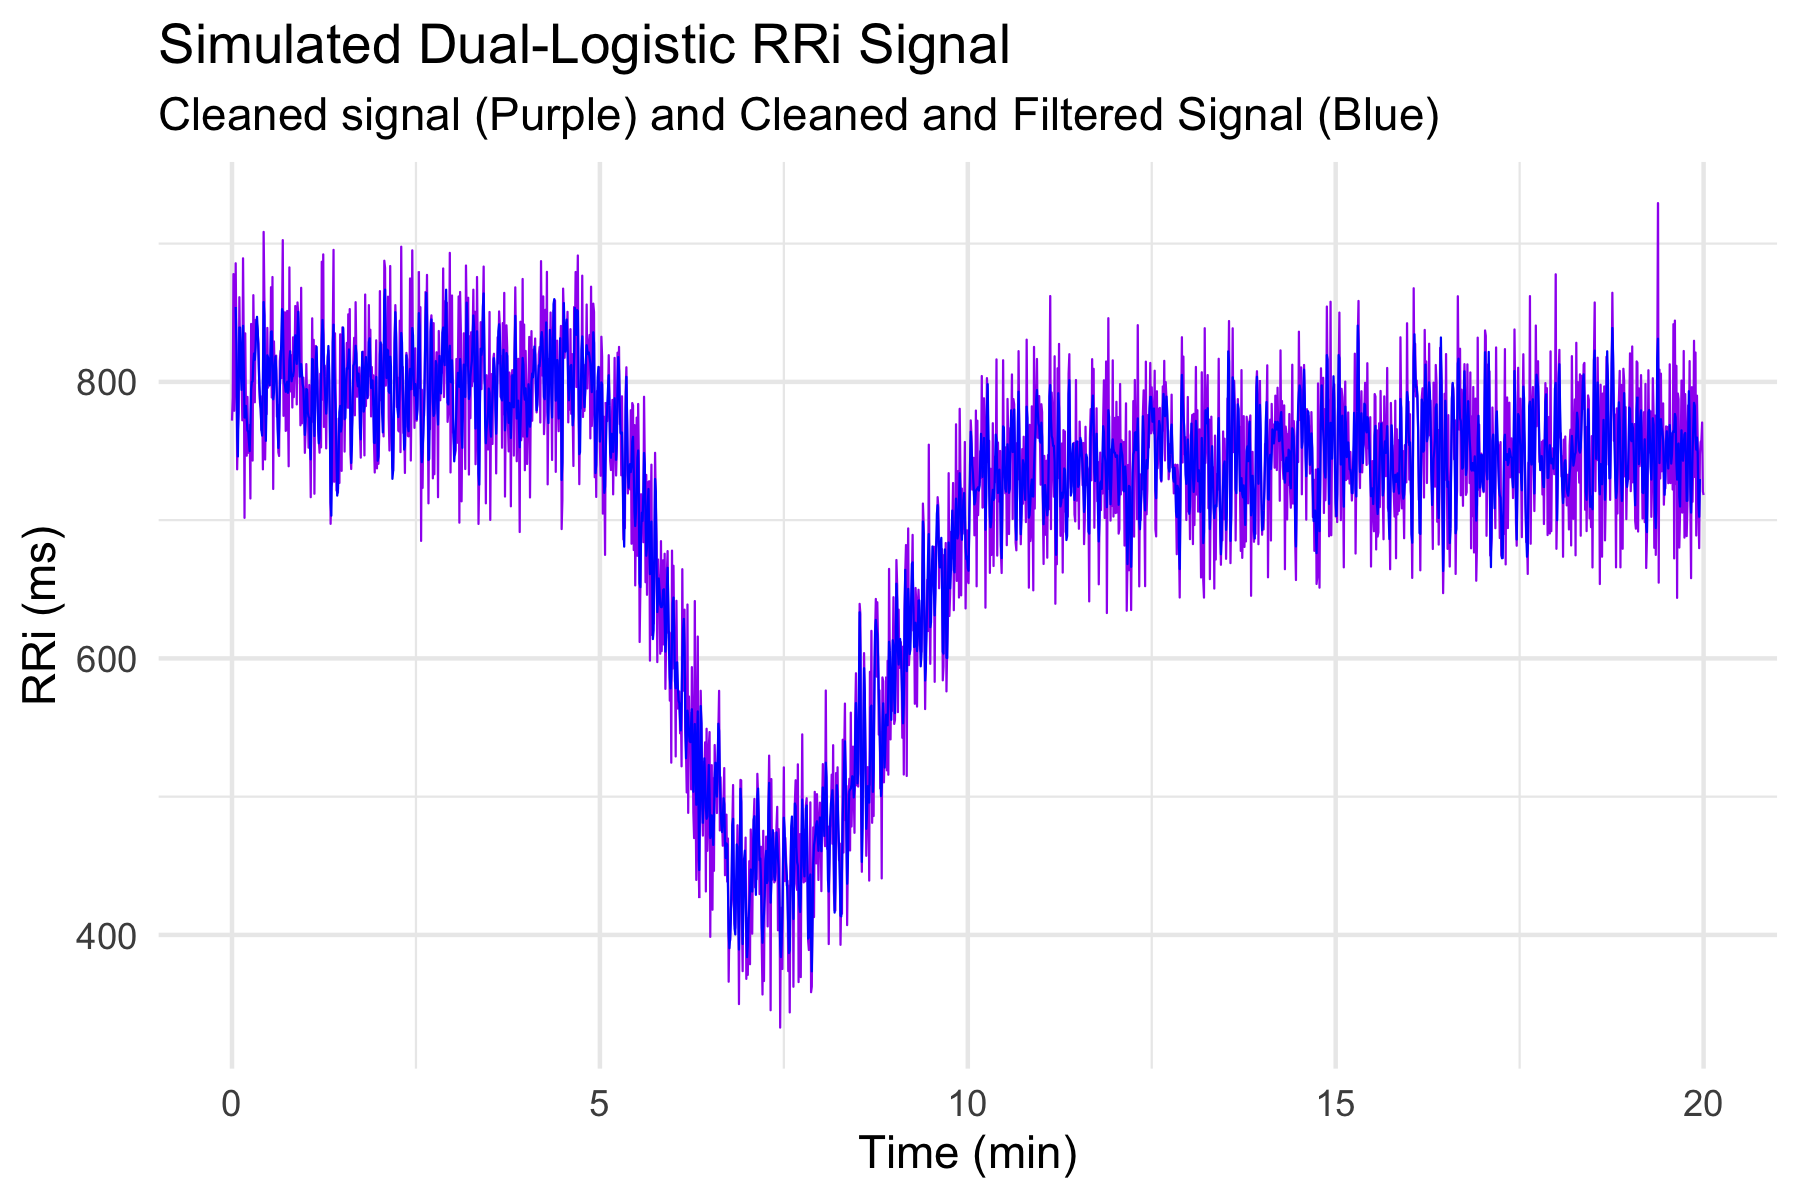 Simulated Dual-Logistic RRi Signal
Cleaned signal (Purple) and Cleaned and Filtered Signal (Blue)
RRi (ms)
800
600
400
0 5 10 15 20
Time (min)